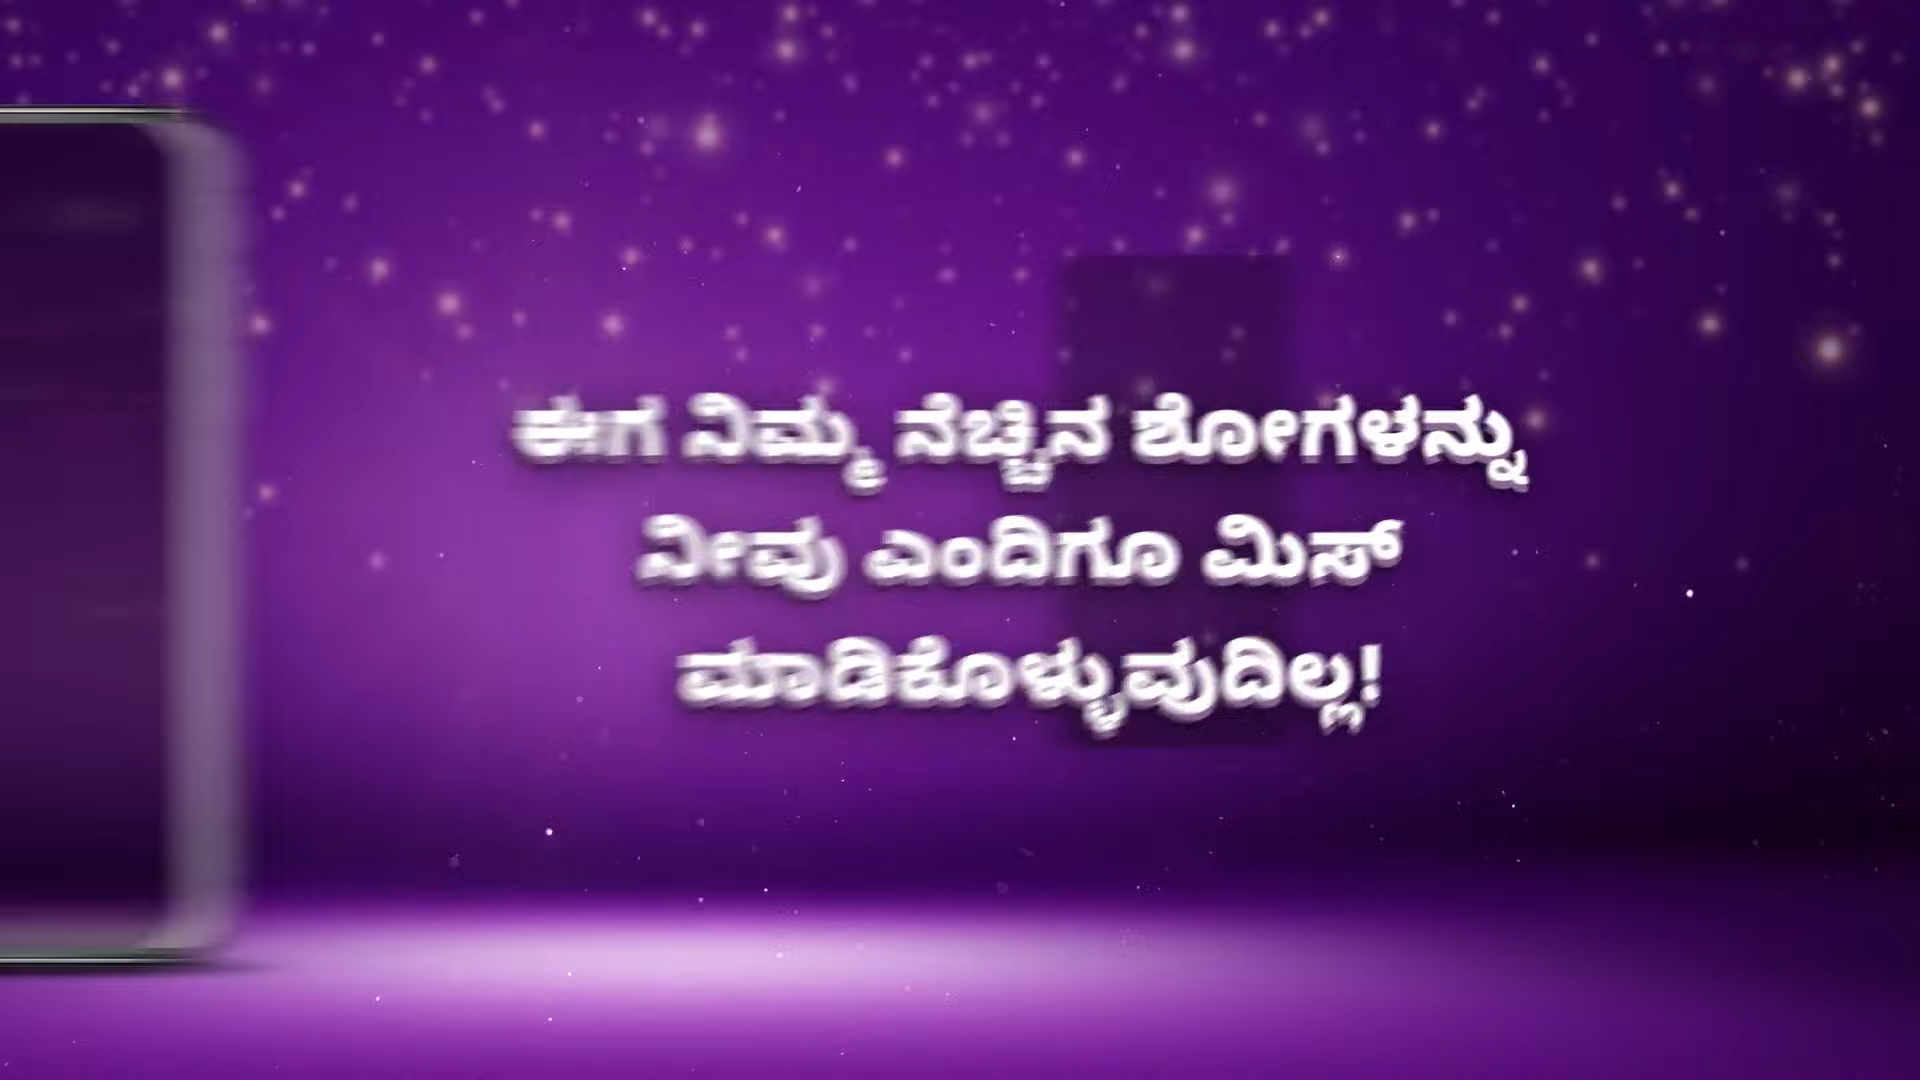 ಈಗ ನಿಮ್ಮ ನೆಚ್ಚಿನ ಶೋಗಳನ್ನು
ನೀವು ಎಂದಿಗೂ ಮಿಸ್
ಮಾಡಿಕೊಳ್ಳುವುದಿಲ್ಲ!